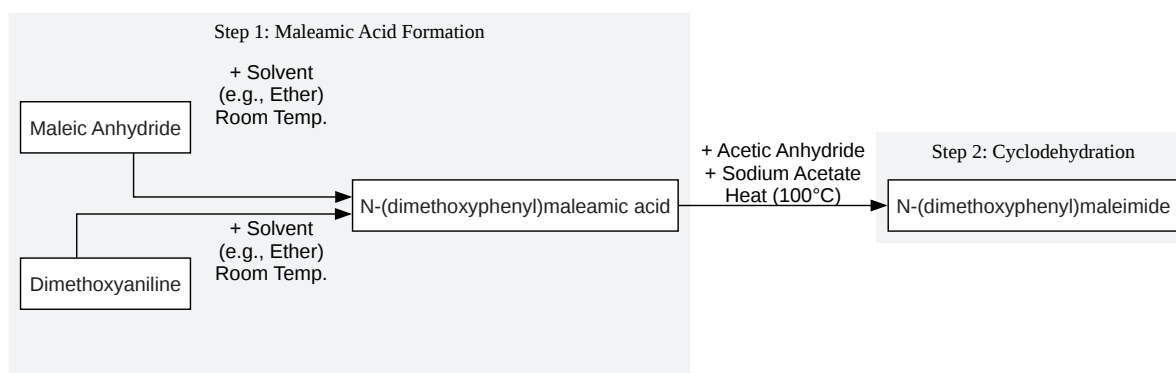 Step 1: Maleamic Acid Formation
+ Solvent
(e.g., Ether)
Room Temp.
Maleic Anhydride
+ Acetic Anhydride
+ Sodium Acetate
Heat (100°C)
Step 2: Cyclodehydration
N-(dimethoxyphenyl)maleamic acid
N-(dimethoxyphenyl)maleimide
+ Solvent
(e.g., Ether)
Room Temp.
Dimethoxyaniline